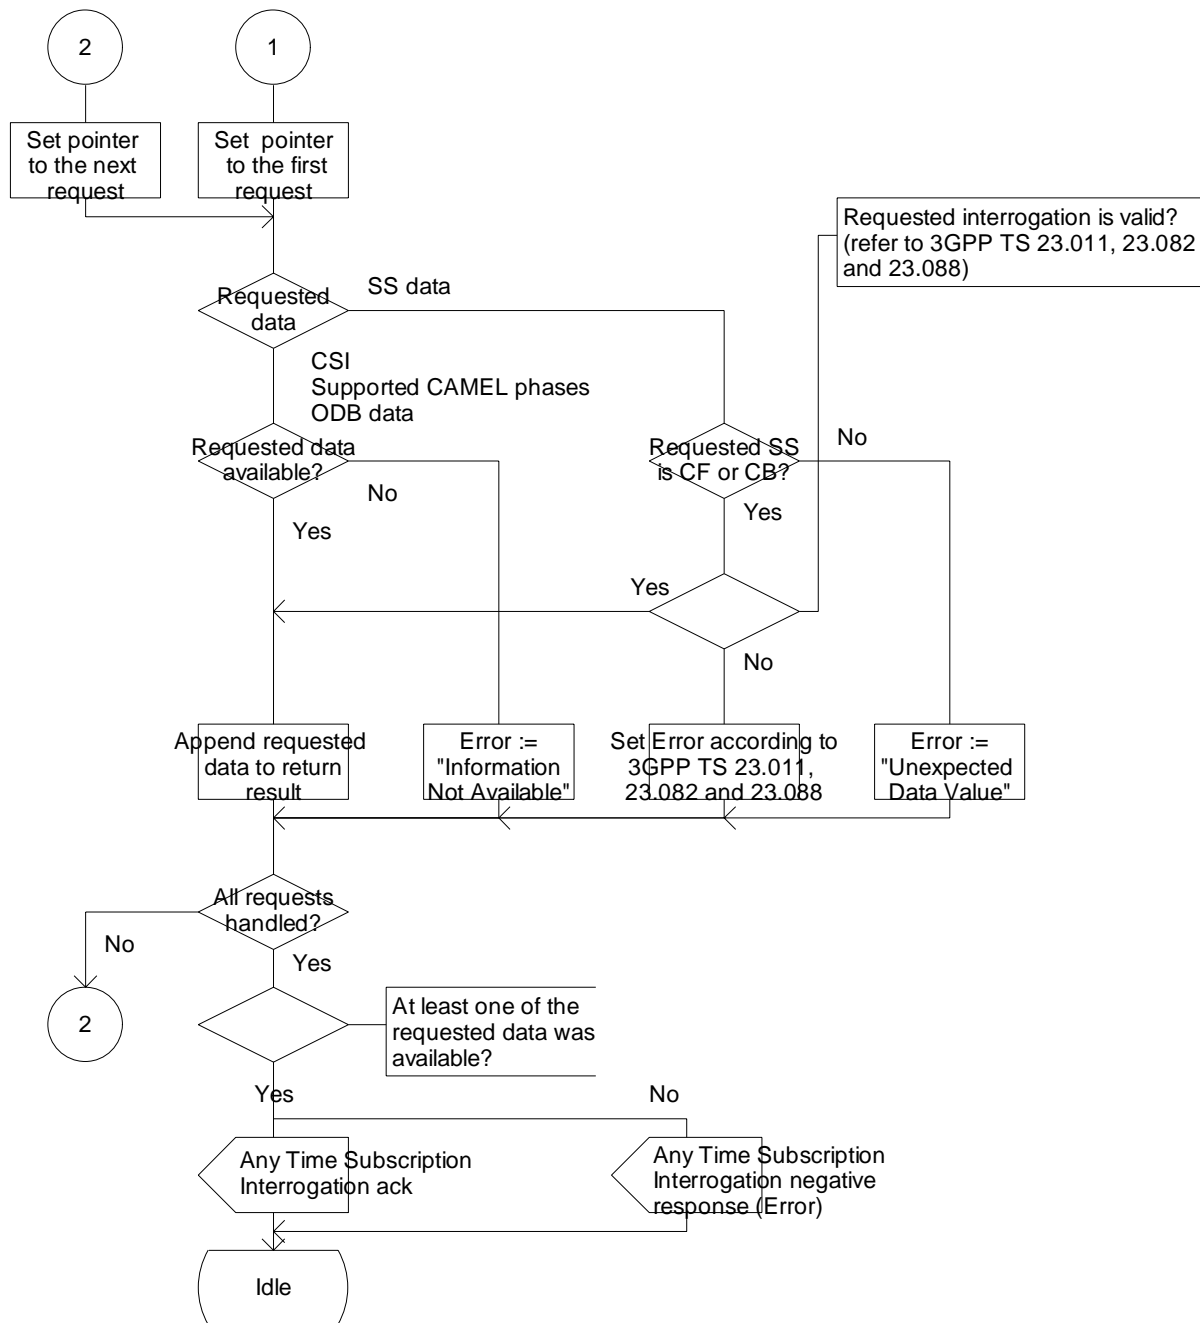 2
1
Set pointer
to the next
request
Set pointer
to the first
request
Requested interrogation is valid?
(refer to 3GPP TS 23.011, 23.082
and 23.088)
Requested
data
SS data
CSI
Supported CAMEL phases
ODB data
Requested data
available?
No
Yes
Requested SS
is CF or CB?
No
Yes
Yes
No
Append requested
data to return
result
Error :=
"Information
Not Available"
Set Error according to
3GPP TS 23.011,
23.082 and 23.088
Error :=
"Unexpected
Data Value"
All requests
handled?
No
Yes
2
At least one of the
requested data was
available?
Yes
No
Any Time Subscription
Interrogation ack
Any Time Subscription
Interrogation negative
response (Error)
Idle